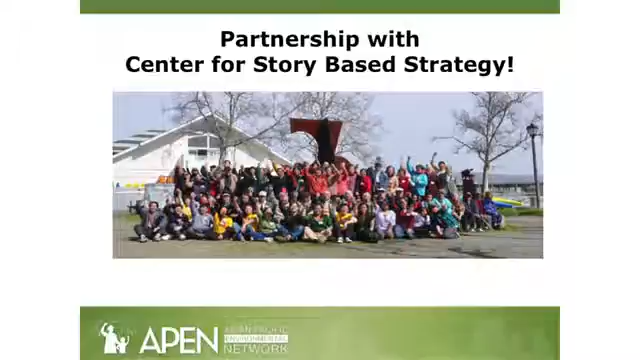 Partnership with
Center for Story Based Strategy!
APEN
ASIAN PACIFIC
ENVIRONMENTAL
NETWORK